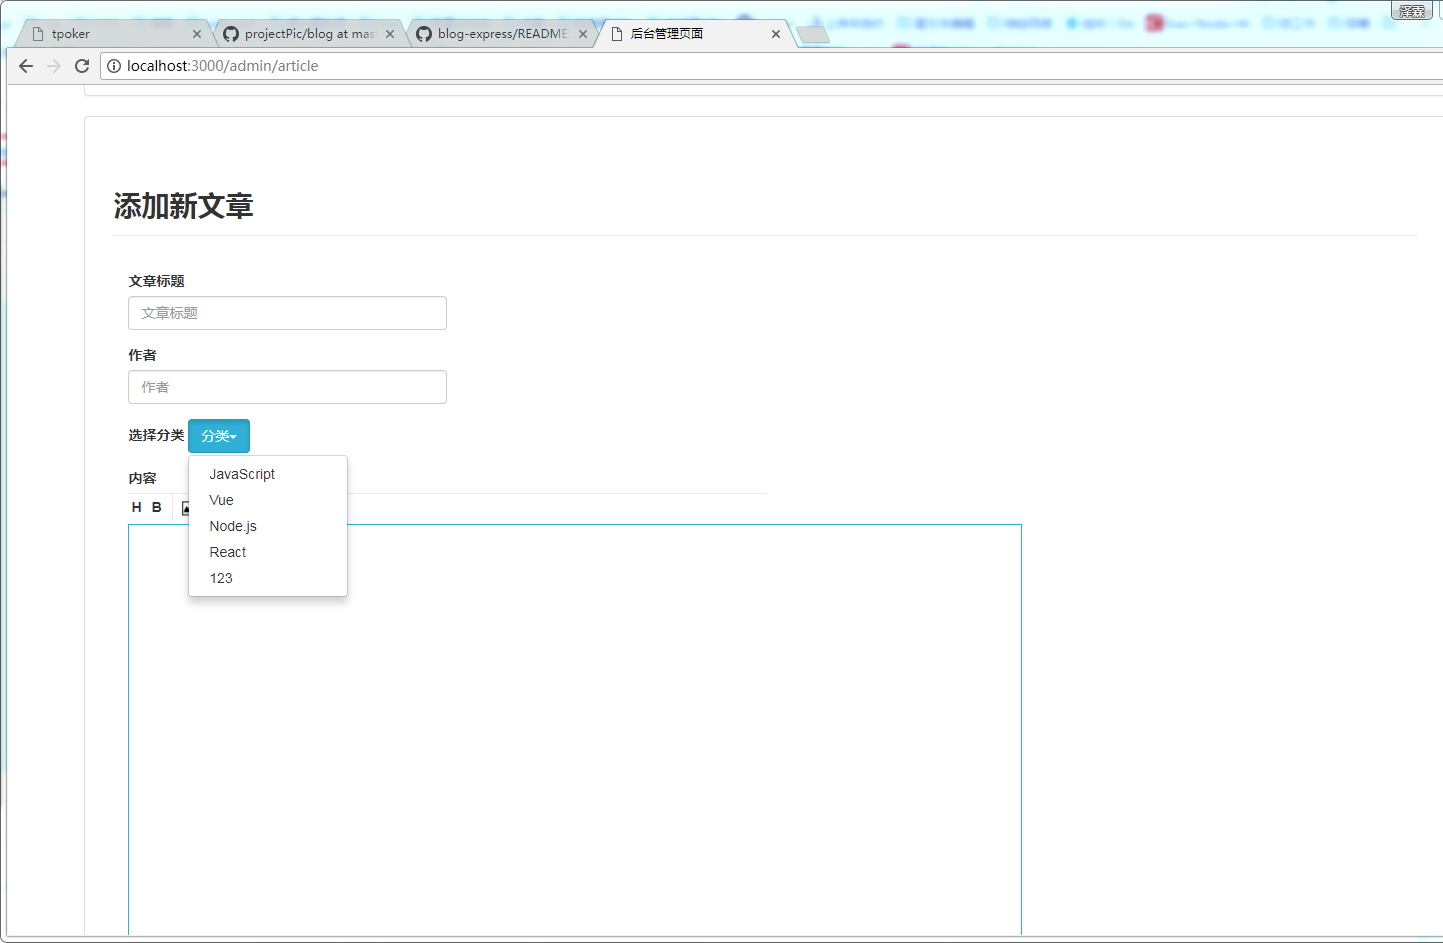 泽霖
tpoker
projectPic/blog at mas
blog-express/README.
后台管理页面
localhost:3000/admin/article
添加新文章
文章标题
文章标题
作者
作者
选择分类 分类
JavaScript
Vue
Node.js
React
123
内容
H B